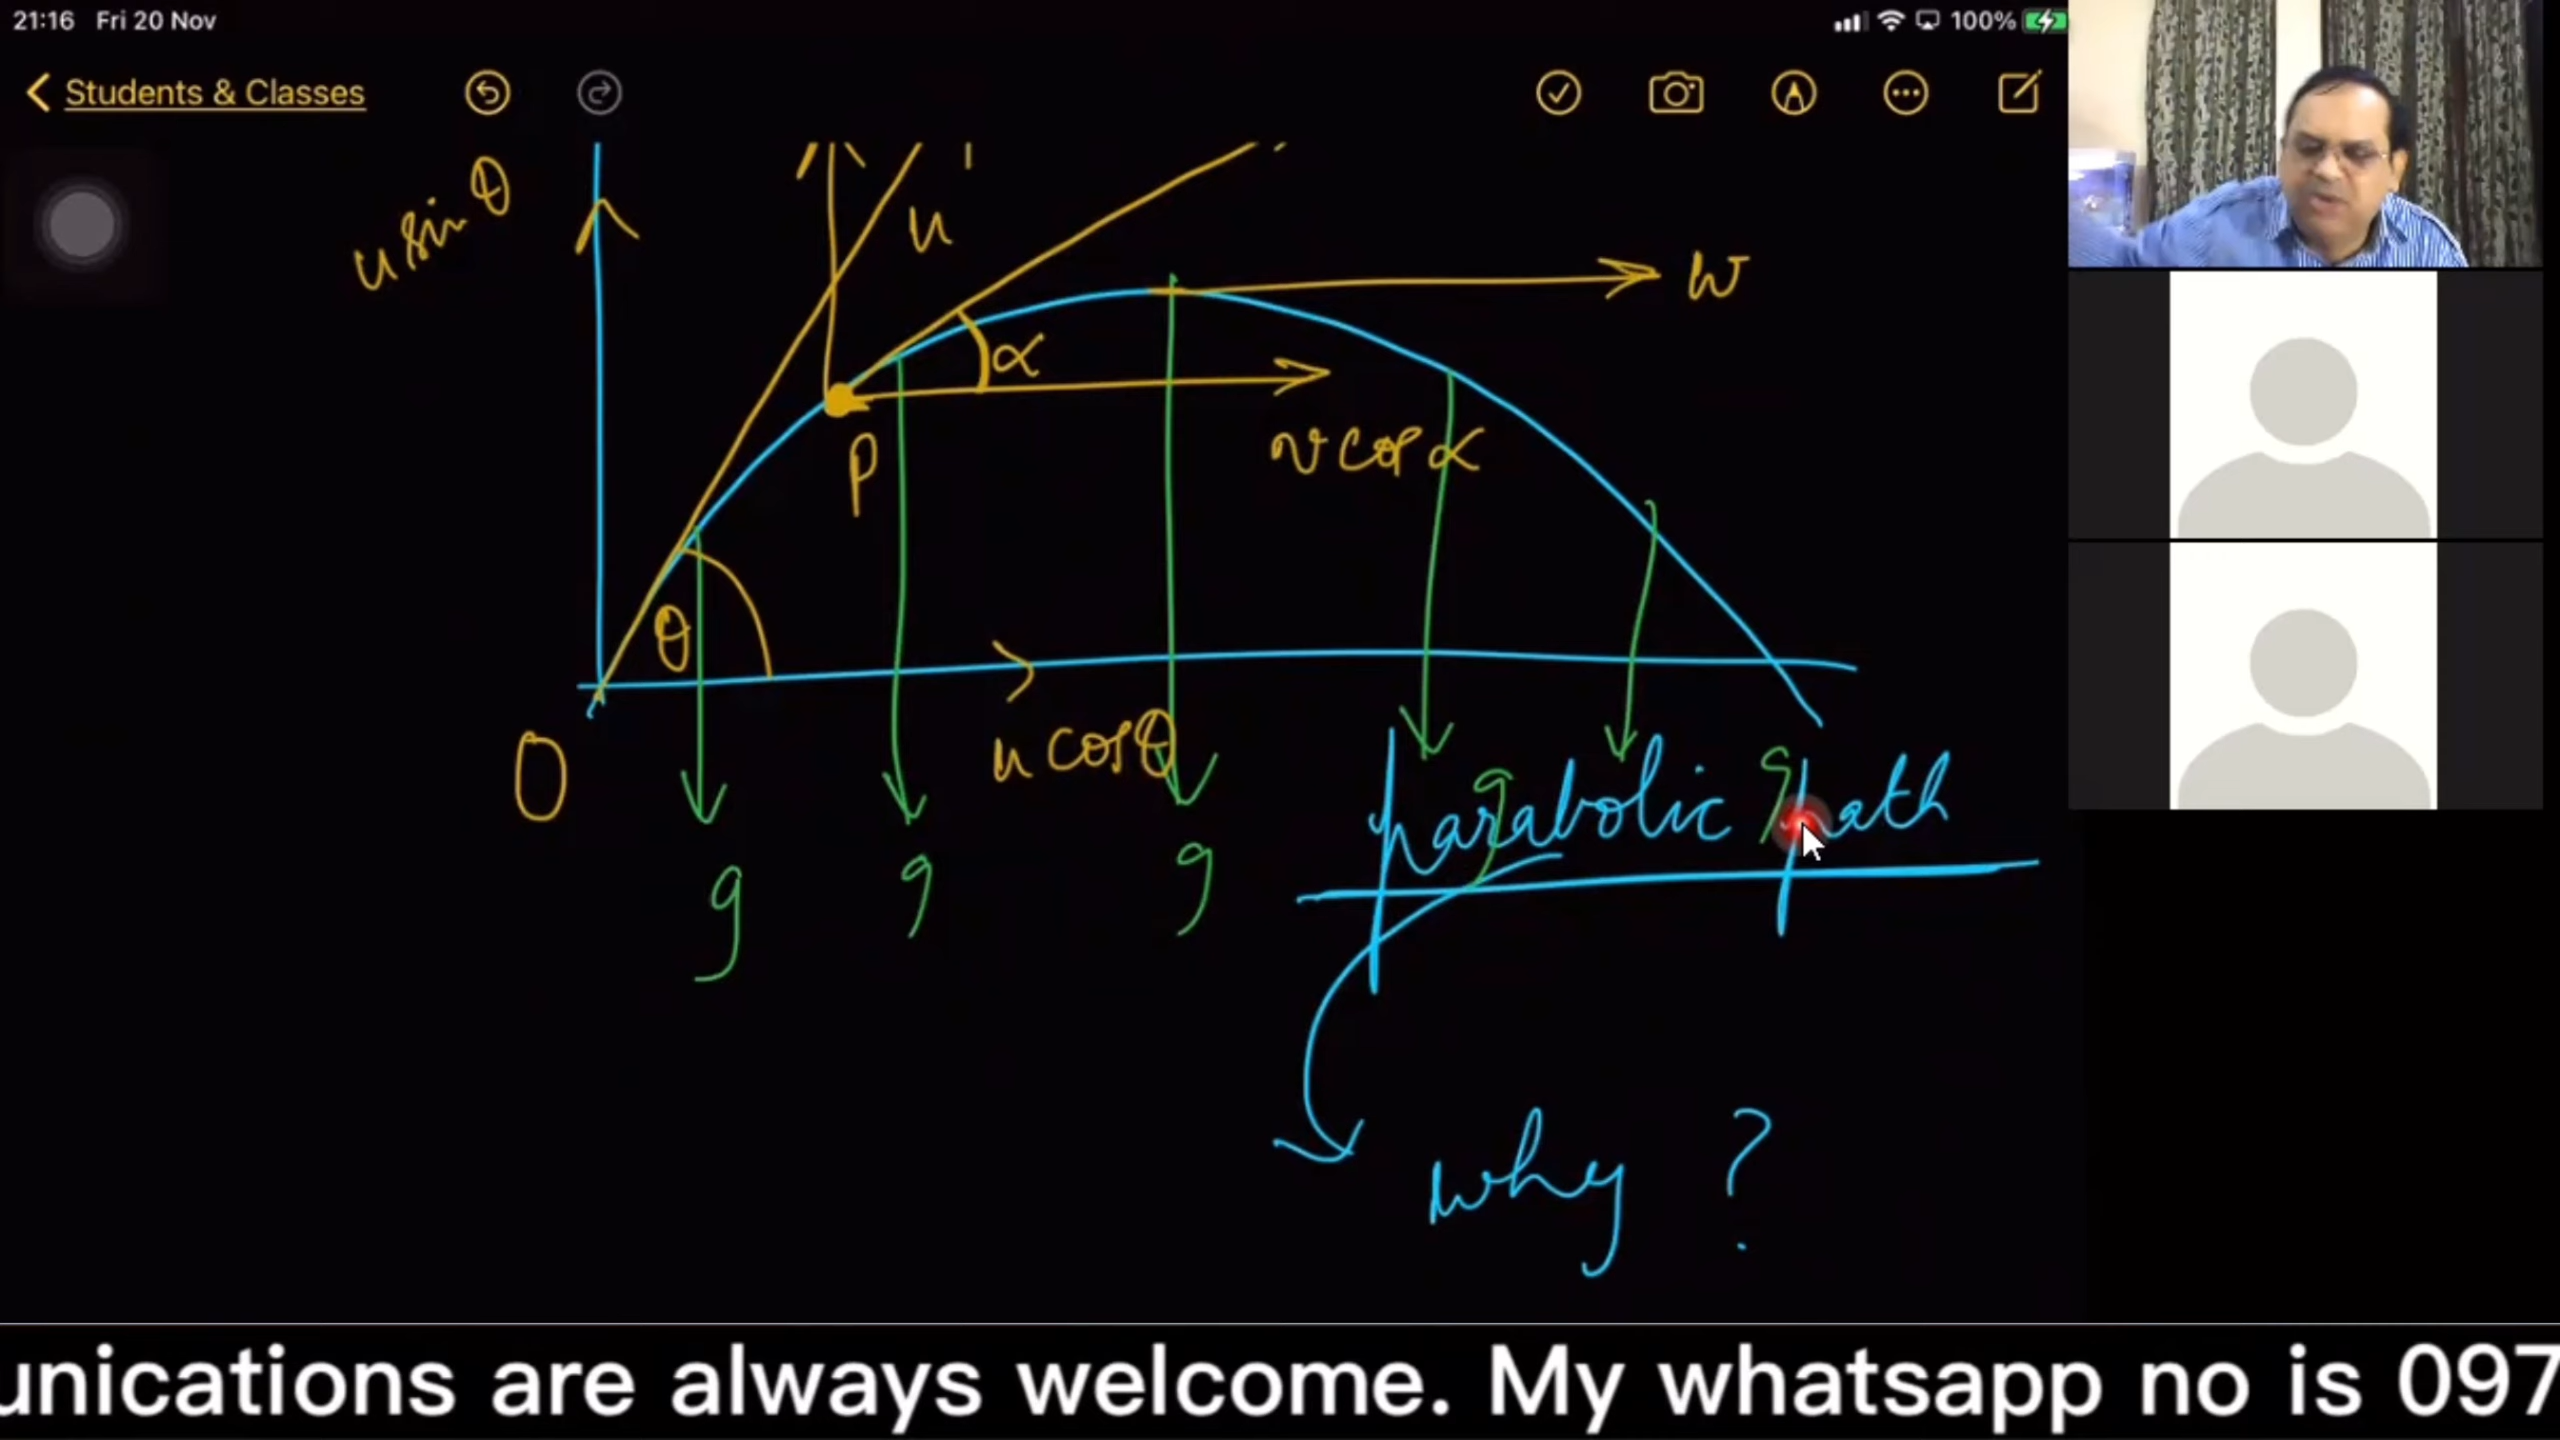 21:16 Fri 20 Nov
100%
Students & Classes
u sin θ
u
w
α
v cos α
P
θ
u cos θ
O
g
g
g
g
g
parabolic path
why ?
unications are always welcome. My whatsapp no is 097